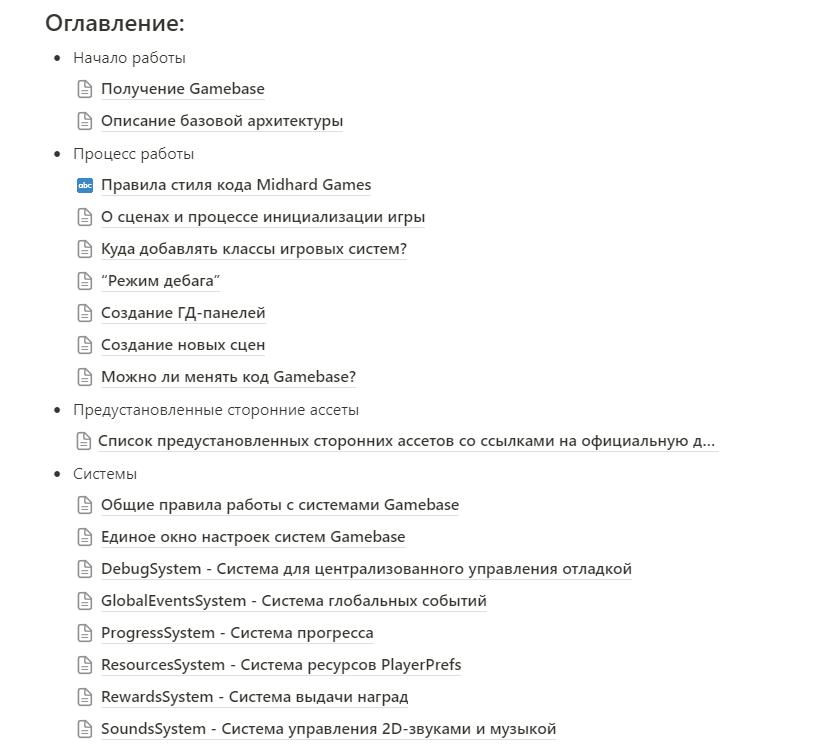 Оглавление:
Начало работы
Получение Gamebase
Описание базовой архитектуры
Процесс работы
abc Правила стиля кода Midhard Games
О сценах и процессе инициализации игры
Куда добавлять классы игровых систем?
“Режим дебага”
Создание ГД-панелей
Создание новых сцен
Можно ли менять код Gamebase?
Предустановленные сторонние ассеты
Список предустановленных сторонних ассетов со ссылками на официальную д...
Системы
Общие правила работы с системами Gamebase
Единое окно настроек систем Gamebase
DebugSystem - Система для централизованного управления отладкой
GlobalEventsSystem - Система глобальных событий
ProgressSystem - Система прогресса
ResourcesSystem - Система ресурсов PlayerPrefs
RewardsSystem - Система выдачи наград
SoundsSystem - Система управления 2D-звуками и музыкой